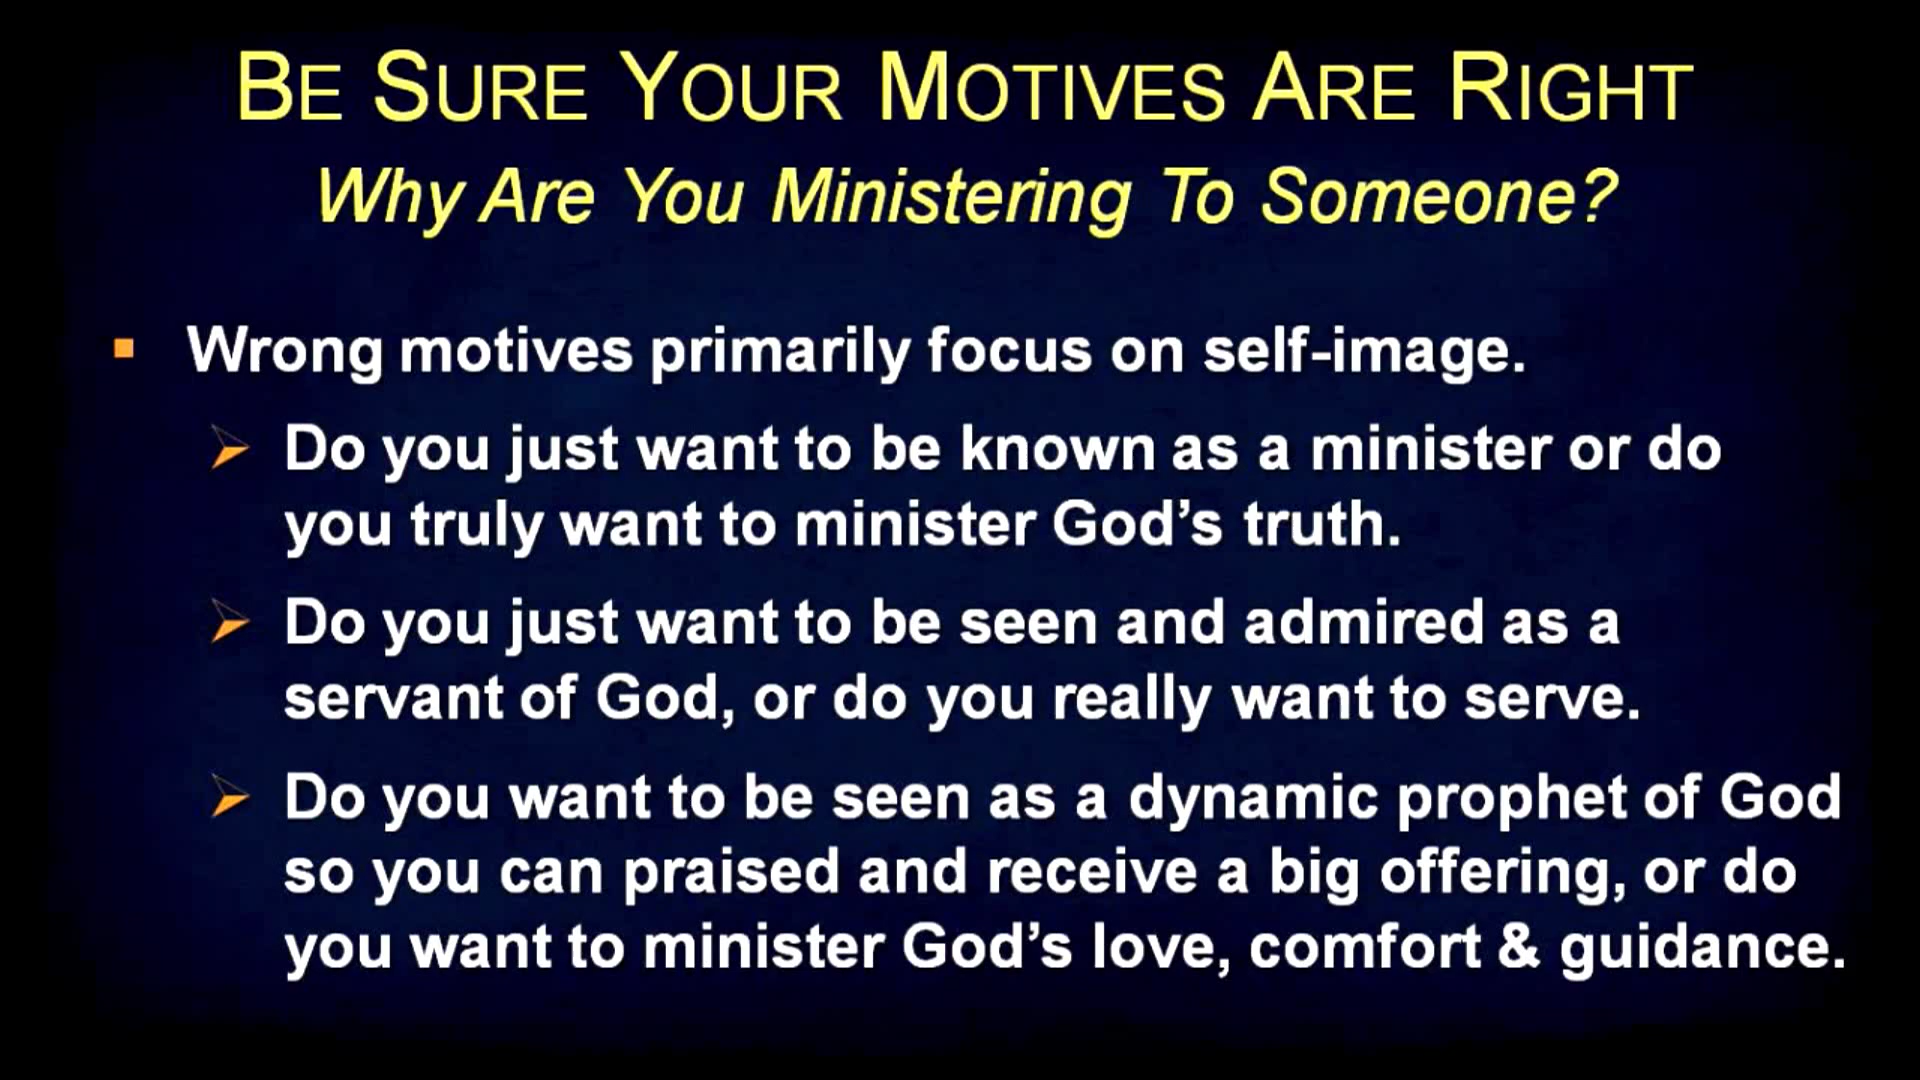 BE SURE YOUR MOTIVES ARE RIGHT
Why Are You Ministering To Someone?
Wrong motives primarily focus on self-image.
Do you just want to be known as a minister or do
you truly want to minister God’s truth.
Do you just want to be seen and admired as a
servant of God, or do you really want to serve.
Do you want to be seen as a dynamic prophet of God
so you can praised and receive a big offering, or do
you want to minister God’s love, comfort & guidance.